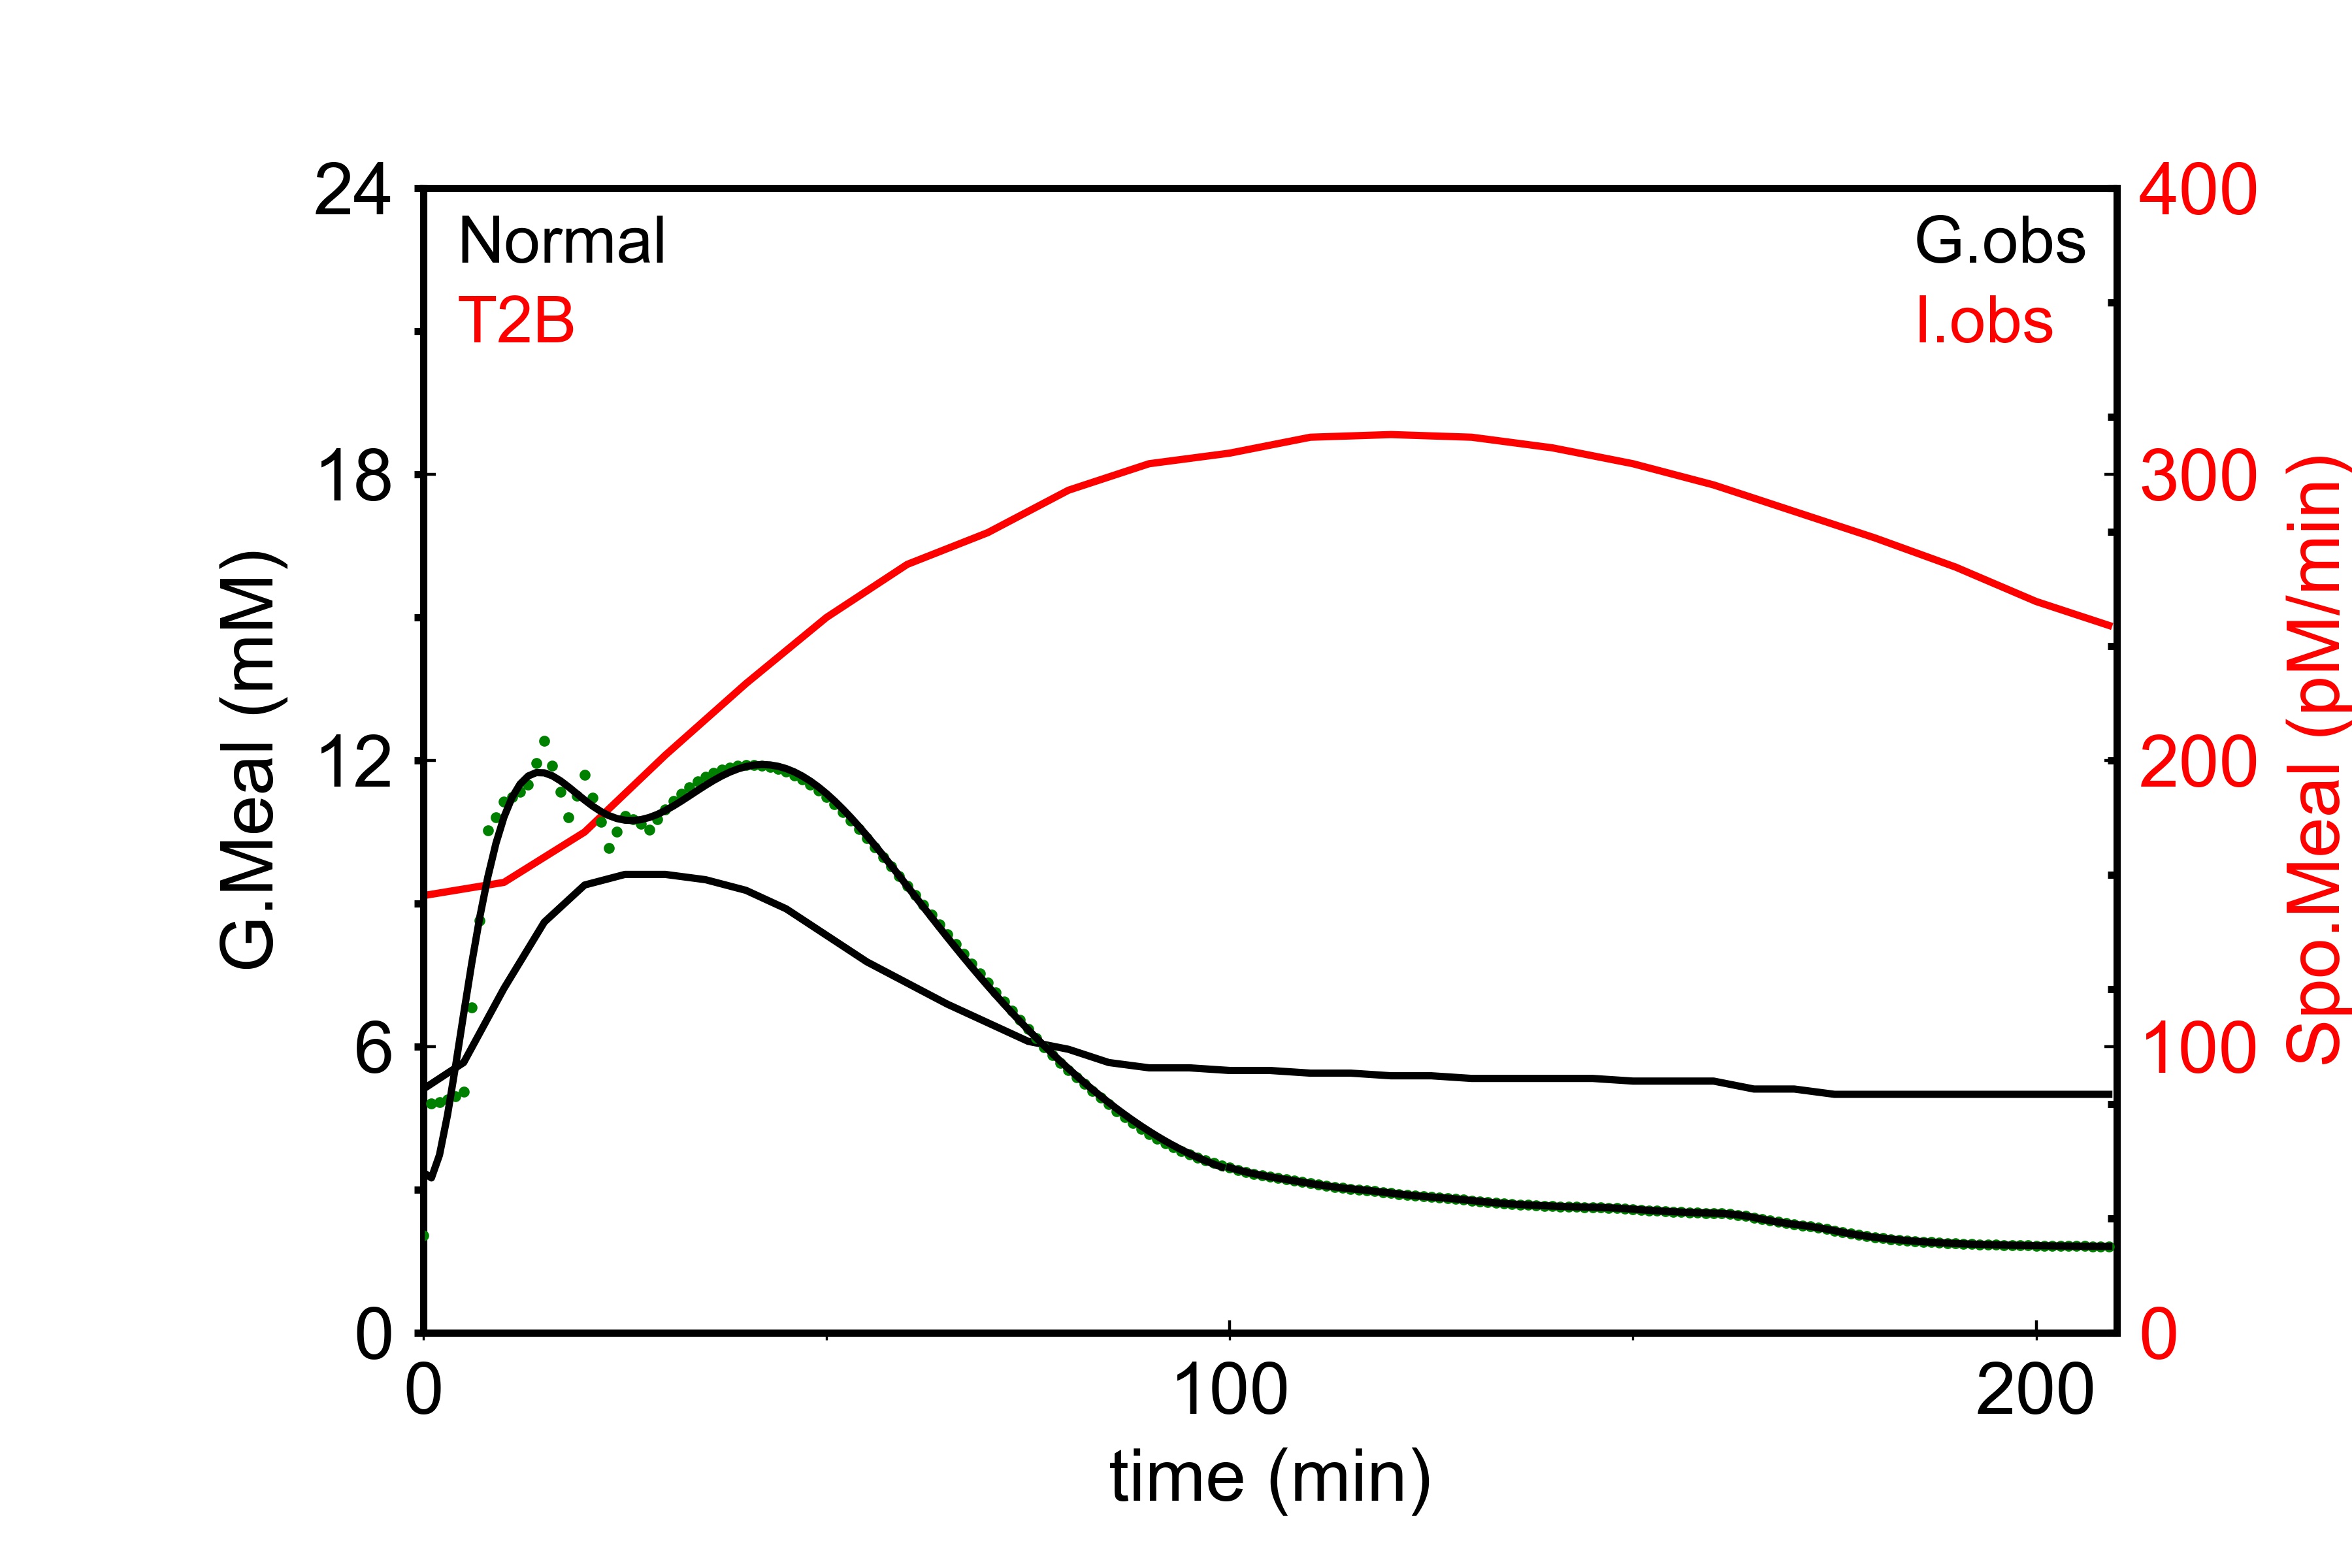 24
400
Normal
G.obs
T2B
I.obs
18
300
G.Meal (mM)
Spo.Meal (pM/min)
12
200
6
100
0
0
0
100
200
time (min)